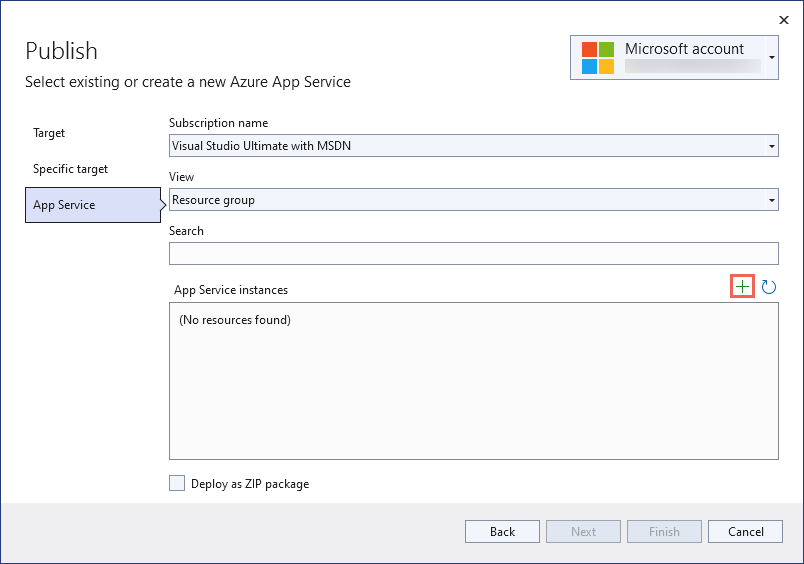 Publish
Select existing or create a new Azure App Service
Microsoft account
Target
Specific target
App Service
Subscription name
Visual Studio Ultimate with MSDN
View
Resource group
Search
App Service instances
(No resources found)
Deploy as ZIP package
Back
Next
Finish
Cancel